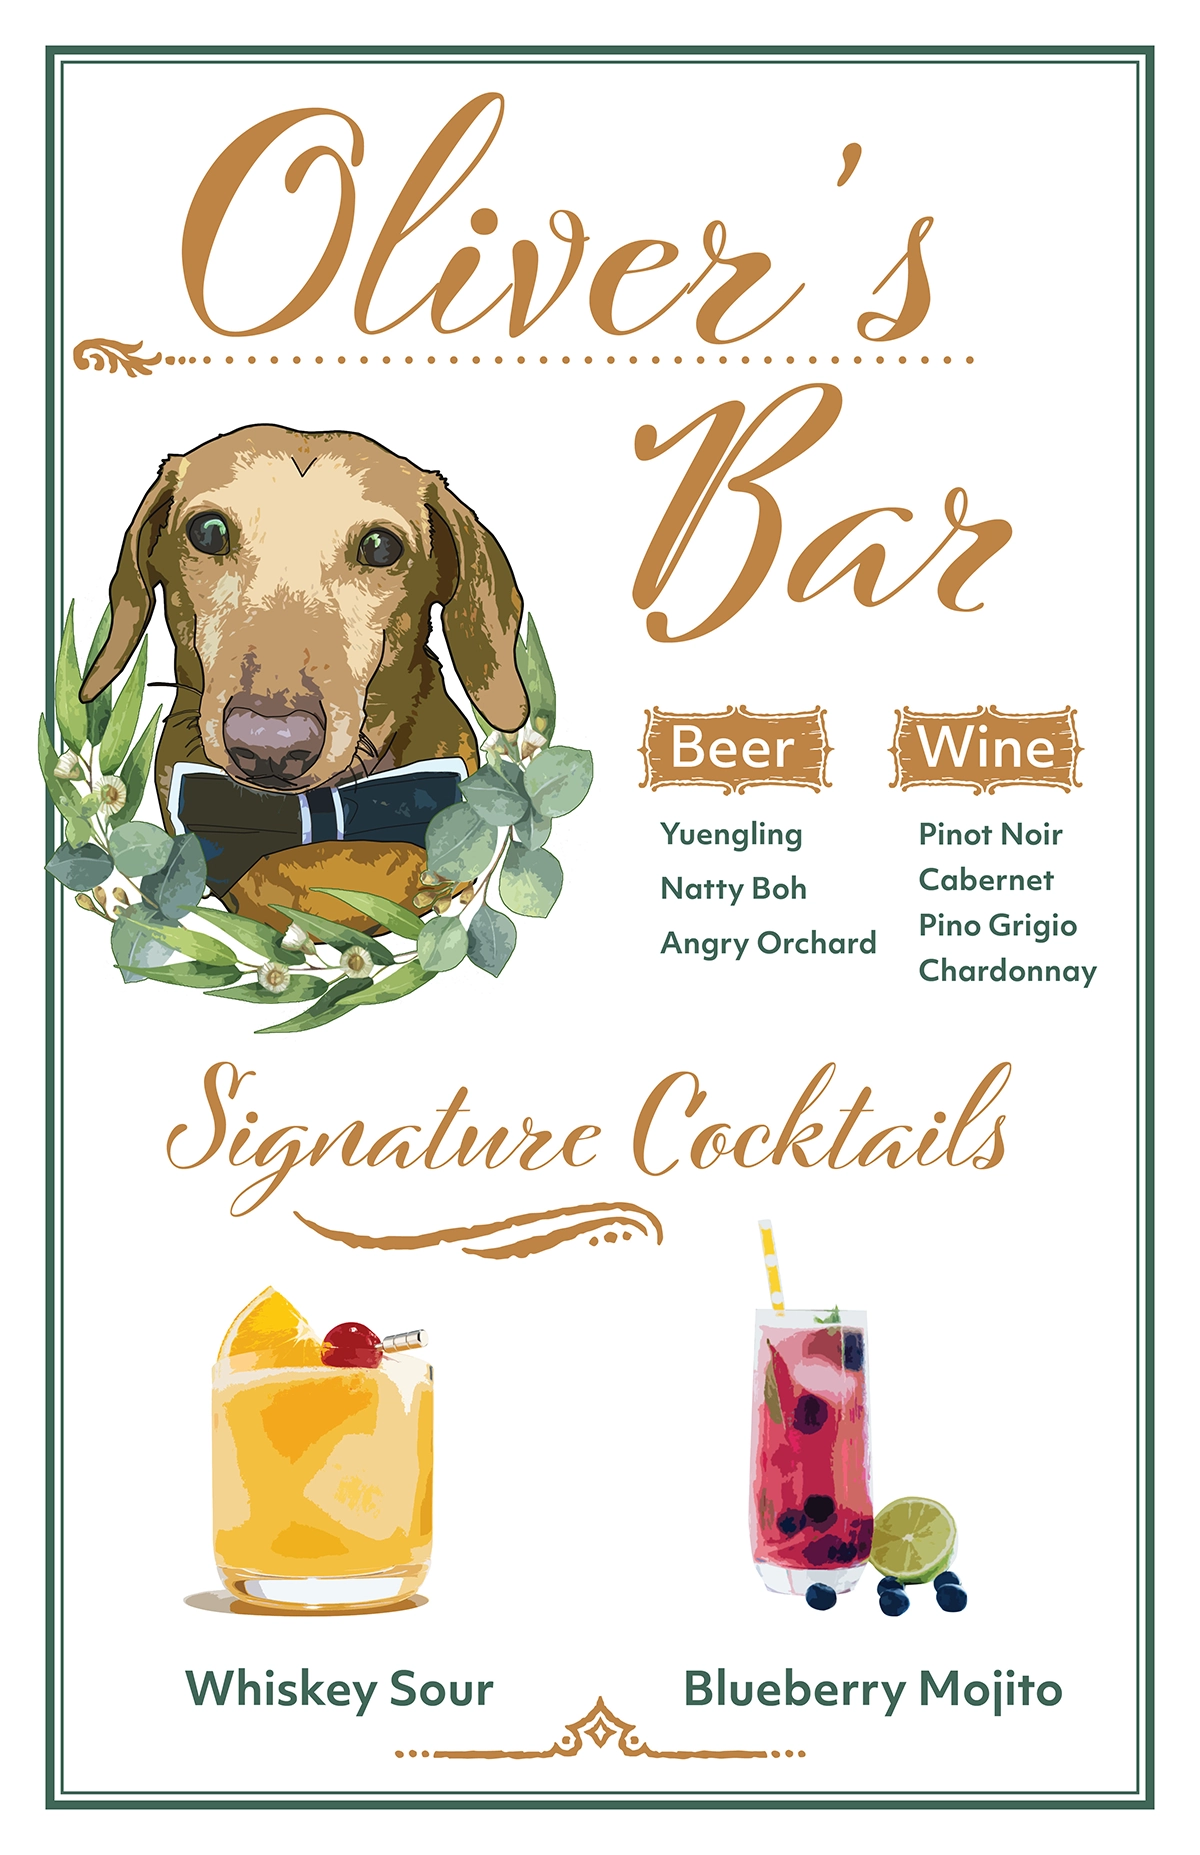 Oliver's
Bar
Beer
Yuengling
Natty Boh
Angry Orchard
Wine
Pinot Noir
Cabernet
Pino Grigio
Chardonnay
Signature Cocktails
Whiskey Sour
Blueberry Mojito